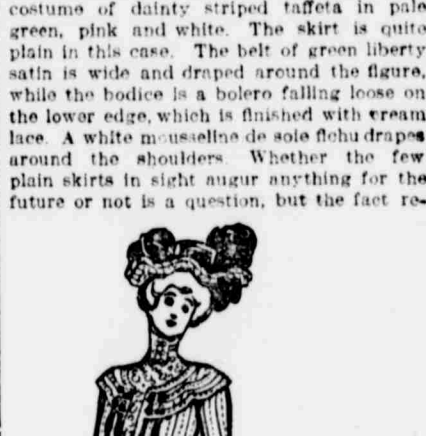 costume of dainty striped taffeta in pale
green, pink and white. The skirt is quite
plain in this case. The belt of green liberty
satin is wide and draped around the figure,
while the bodice is a bolero falling loose on
the lower edge, which is finished with cream
lace. A white mousseline de soie fichu drapes
around the shoulders. Whether the few
plain skirts in sight augur anything for the
future or not is a question, but the fact re-